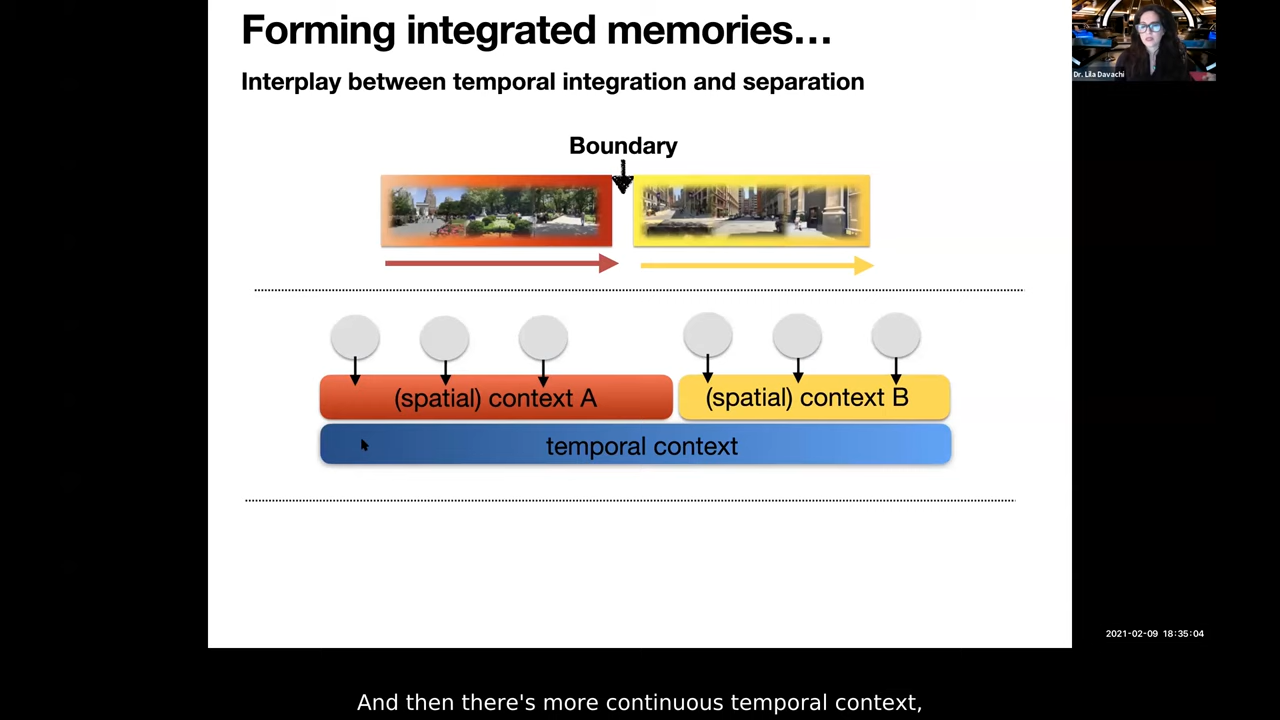 Forming integrated memories…
Dr. Lila Davachi
Interplay between temporal integration and separation
Boundary
(spatial) context A
(spatial) context B
temporal context
2021-02-09 18:35:04
And then there's more continuous temporal context,